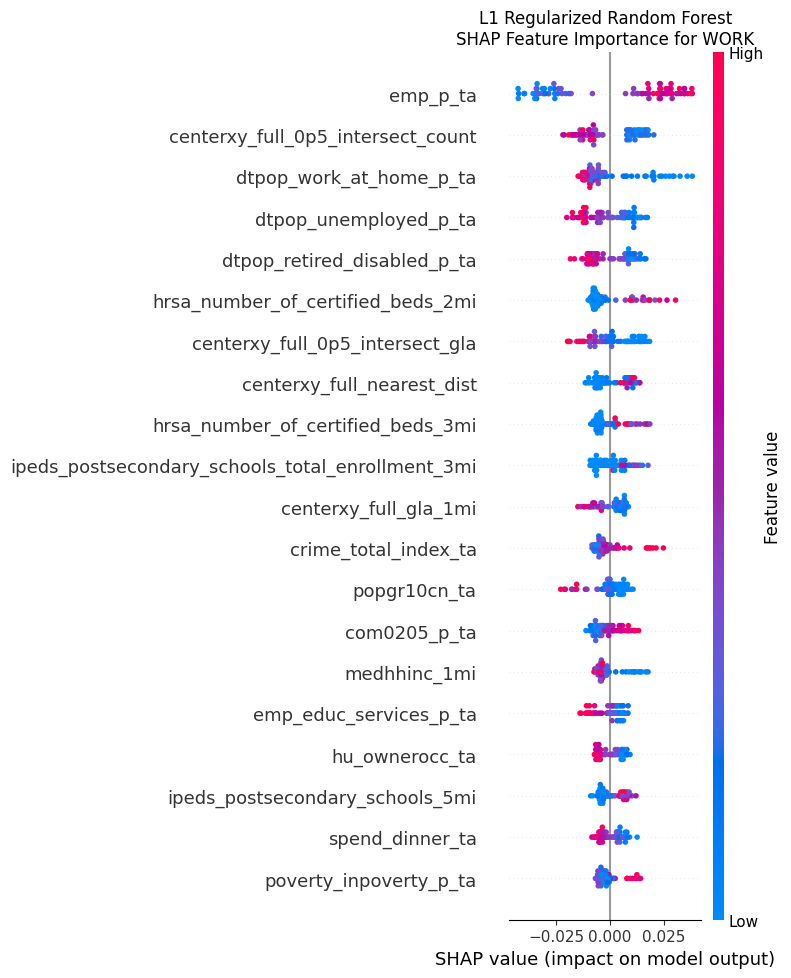 L1 Regularized Random Forest
SHAP Feature Importance for WORK
High
emp_p_ta
centerxy_full_0p5_intersect_count
dtpop_work_at_home_p_ta
dtpop_unemployed_p_ta
dtpop_retired_disabled_p_ta
hrsa_number_of_certified_beds_2mi
centerxy_full_0p5_intersect_gla
centerxy_full_nearest_dist
hrsa_number_of_certified_beds_3mi
ipeds_postsecondary_schools_total_enrollment_3mi
centerxy_full_gla_1mi
crime_total_index_ta
popgr10cn_ta
com0205_p_ta
medhhinc_1mi
emp_educ_services_p_ta
hu_ownerocc_ta
ipeds_postsecondary_schools_5mi
spend_dinner_ta
poverty_inpoverty_p_ta
Feature value
Low
−0.025 0.000 0.025
SHAP value (impact on model output)